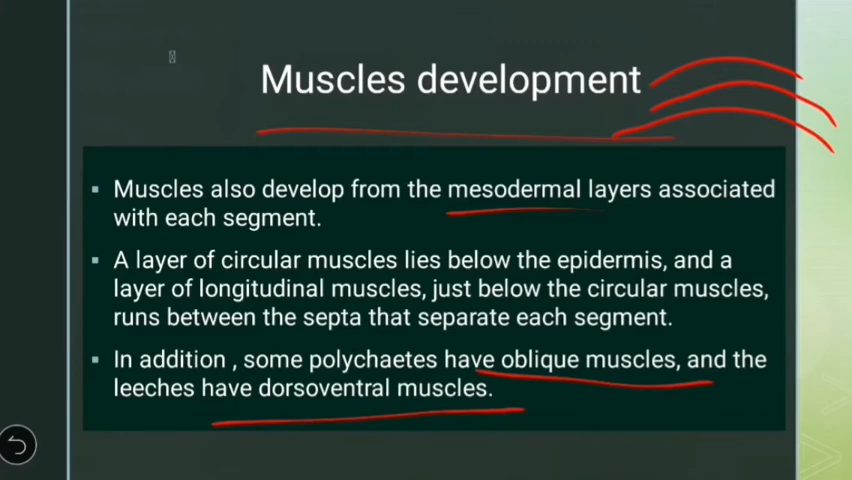 Muscles development
▪ Muscles also develop from the mesodermal layers associated
with each segment.
▪ A layer of circular muscles lies below the epidermis, and a
layer of longitudinal muscles, just below the circular muscles,
runs between the septa that separate each segment.
▪ In addition , some polychaetes have oblique muscles, and the
leeches have dorsoventral muscles.